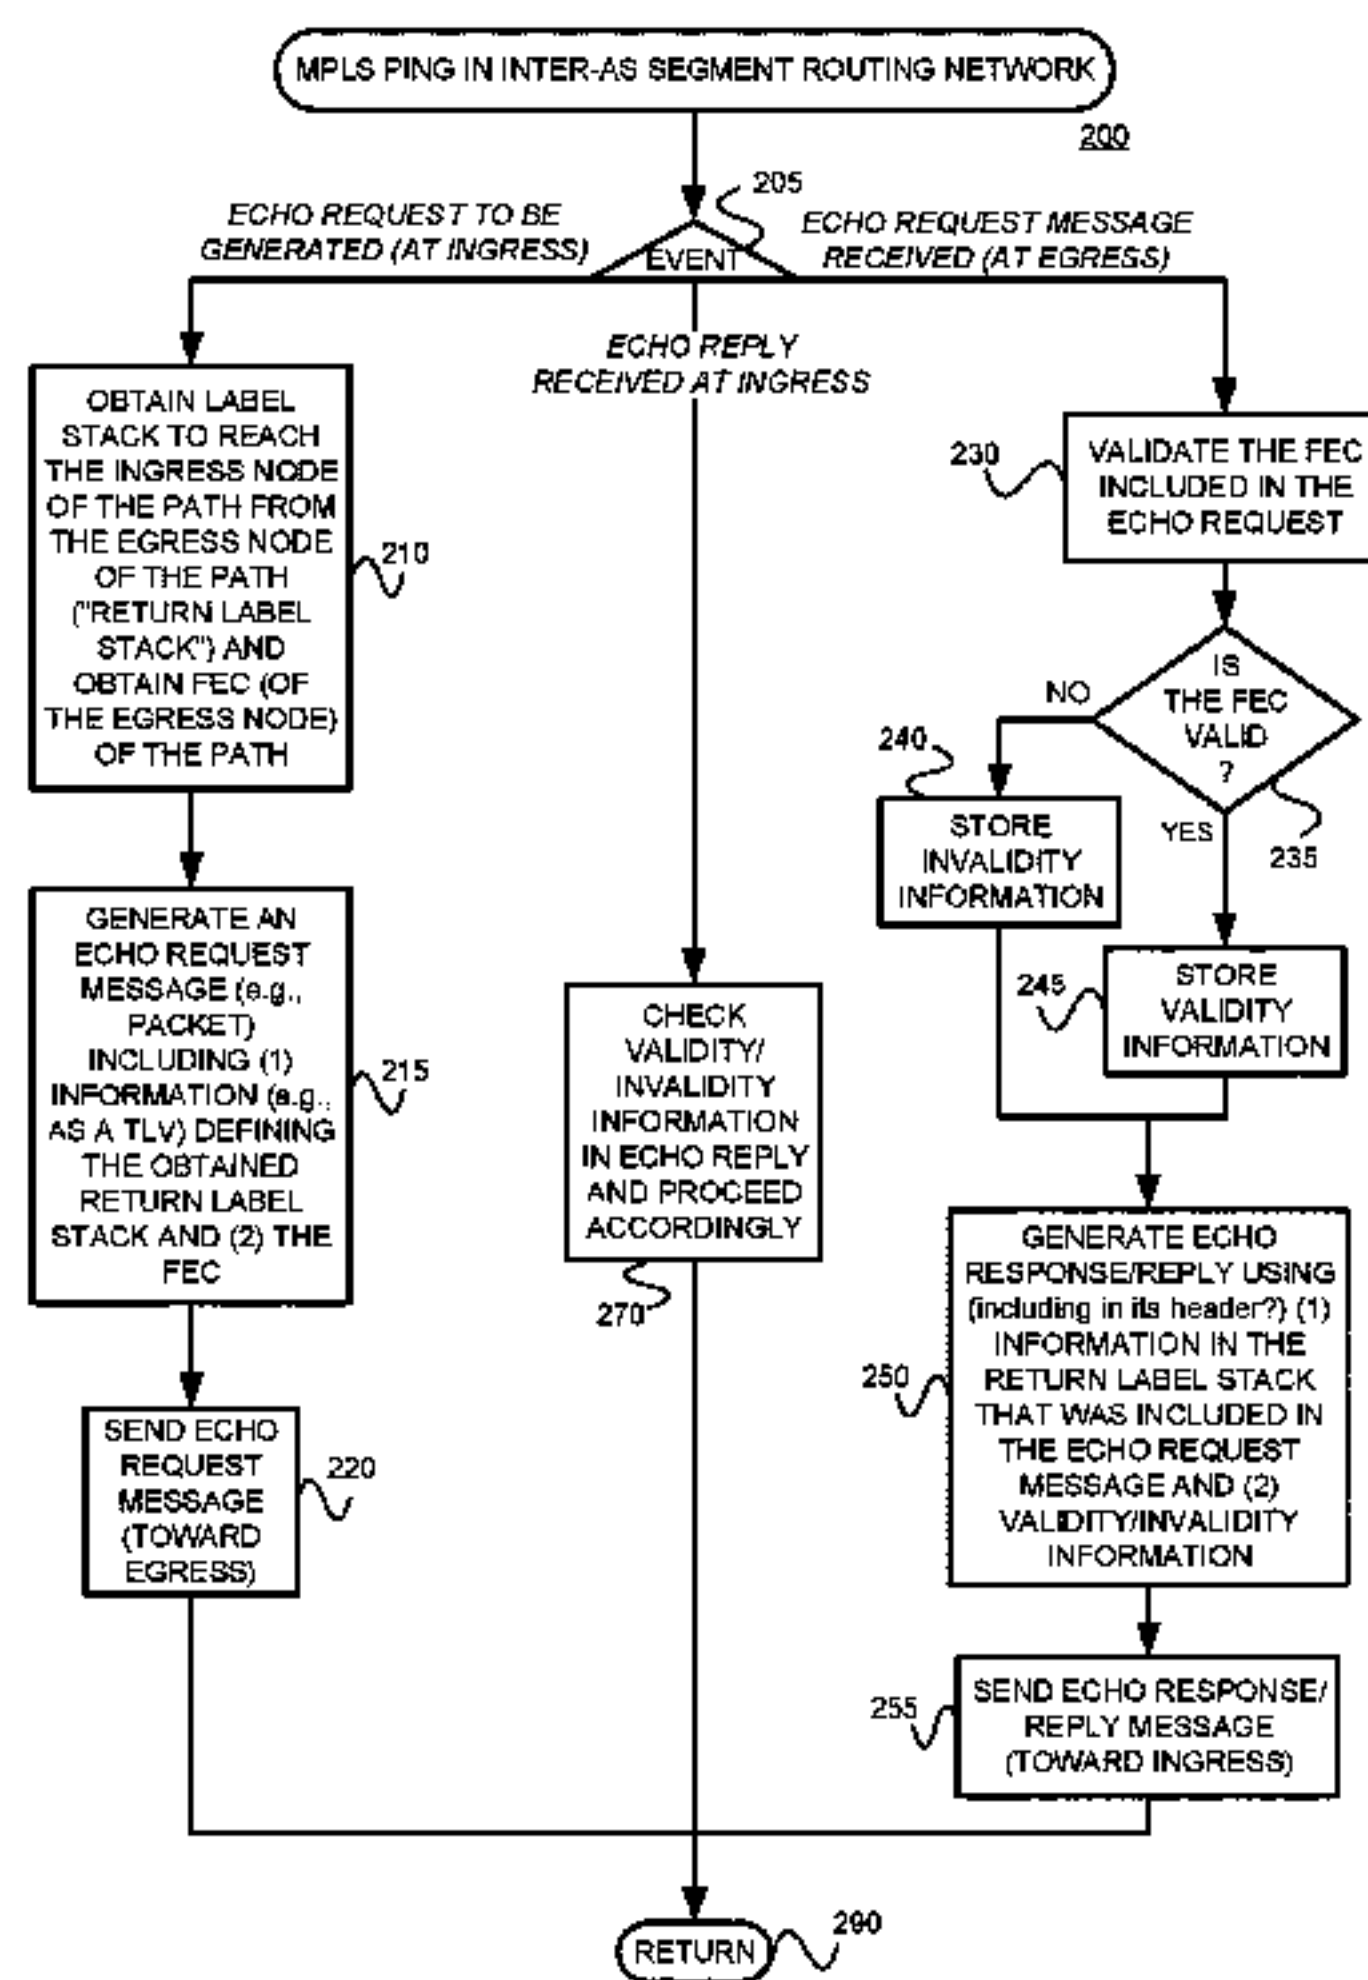 MPLS PING IN INTER-AS SEGMENT ROUTING NETWORK
200
205
ECHO REQUEST TO BE
GENERATED (AT INGRESS)
EVENT
ECHO REQUEST MESSAGE
RECEIVED (AT EGRESS)
ECHO REPLY
RECEIVED AT INGRESS
OBTAIN LABEL
STACK TO REACH
THE INGRESS NODE
OF THE PATH FROM
THE EGRESS NODE
OF THE PATH
("RETURN LABEL
STACK") AND
OBTAIN FEC (OF
THE EGRESS NODE)
OF THE PATH
210
GENERATE AN
ECHO REQUEST
MESSAGE (e.g.,
PACKET)
INCLUDING (1)
INFORMATION (e.g.,
AS A TLV) DEFINING
THE OBTAINED
RETURN LABEL
STACK AND (2) THE
FEC
215
SEND ECHO
REQUEST
MESSAGE
(TOWARD
EGRESS)
220
CHECK
VALIDITY/
INVALIDITY
INFORMATION
IN ECHO REPLY
AND PROCEED
ACCORDINGLY
270
230
VALIDATE THE FEC
INCLUDED IN THE
ECHO REQUEST
IS
THE FEC
VALID
?
NO
YES
235
240
STORE
INVALIDITY
INFORMATION
245
STORE
VALIDITY
INFORMATION
250
GENERATE ECHO
RESPONSE/REPLY USING
(including in its header?) (1)
INFORMATION IN THE
RETURN LABEL STACK
THAT WAS INCLUDED IN
THE ECHO REQUEST
MESSAGE AND (2)
VALIDITY/INVALIDITY
INFORMATION
255
SEND ECHO RESPONSE/
REPLY MESSAGE
(TOWARD INGRESS)
RETURN
290